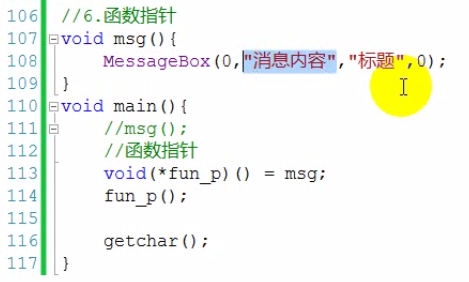 106 //6.函数指针
107 void msg(){
108 MessageBox(0,"消息内容","标题",0);
109 }
110 void main(){
111 //msg();
112 //函数指针
113 void(*fun_p)() = msg;
114 fun_p();
115
116 getchar();
117 }